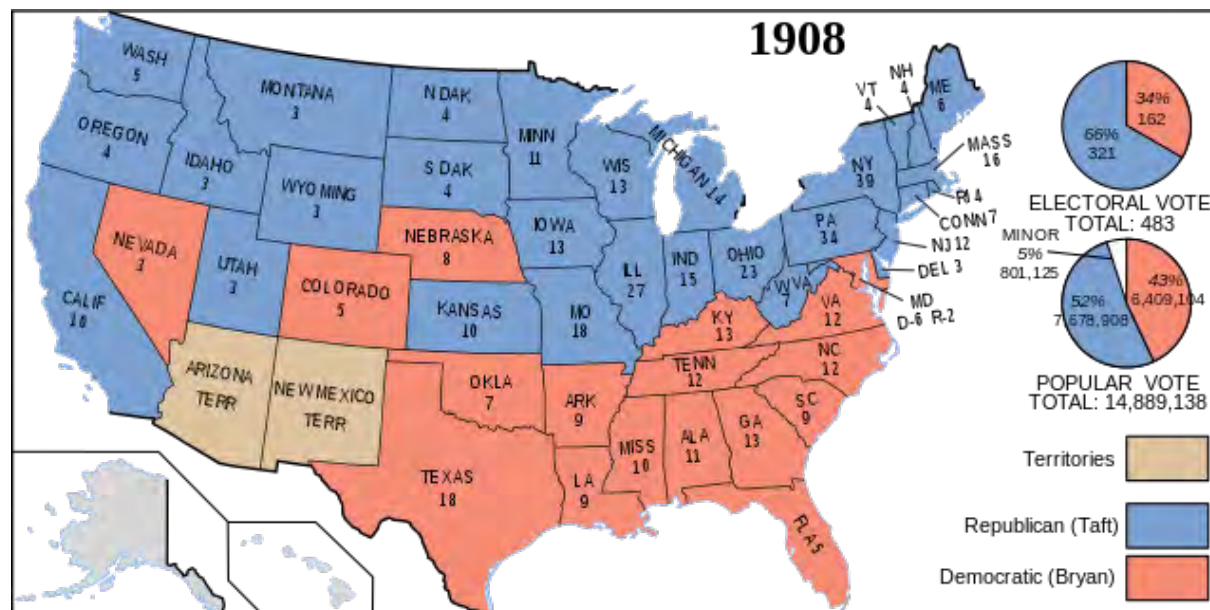 1908
WASH
5
OREGON
4
CALIF
10
NEVADA
3
IDAHO
3
MONTANA
3
WYOMING
3
UTAH
3
COLORADO
5
ARIZONA
TERR
NEW MEXICO
TERR
N DAK
4
S DAK
4
NEBRASKA
8
KANSAS
10
OKLA
7
TEXAS
18
MINN
11
IOWA
13
MO
18
ARK
9
LA
9
WIS
13
ILL
27
MICHIGAN 14
IND
15
OHIO
23
KY
13
TENN
12
MISS
10
ALA
11
GA
13
FLA 5
SC
9
NC
12
VA
12
W VA
7
PA
34
NY
39
VT
4
NH
4
ME
6
MASS
16
RI 4
CONN 7
NJ 12
DEL 3
MD
D-6 R-2
34%
162
66%
321
ELECTORAL VOTE
TOTAL: 483
MINOR
5%
801,125
43%
6,409,104
52%
7,678,908
POPULAR VOTE
TOTAL: 14,889,138
Territories
Republican (Taft)
Democratic (Bryan)